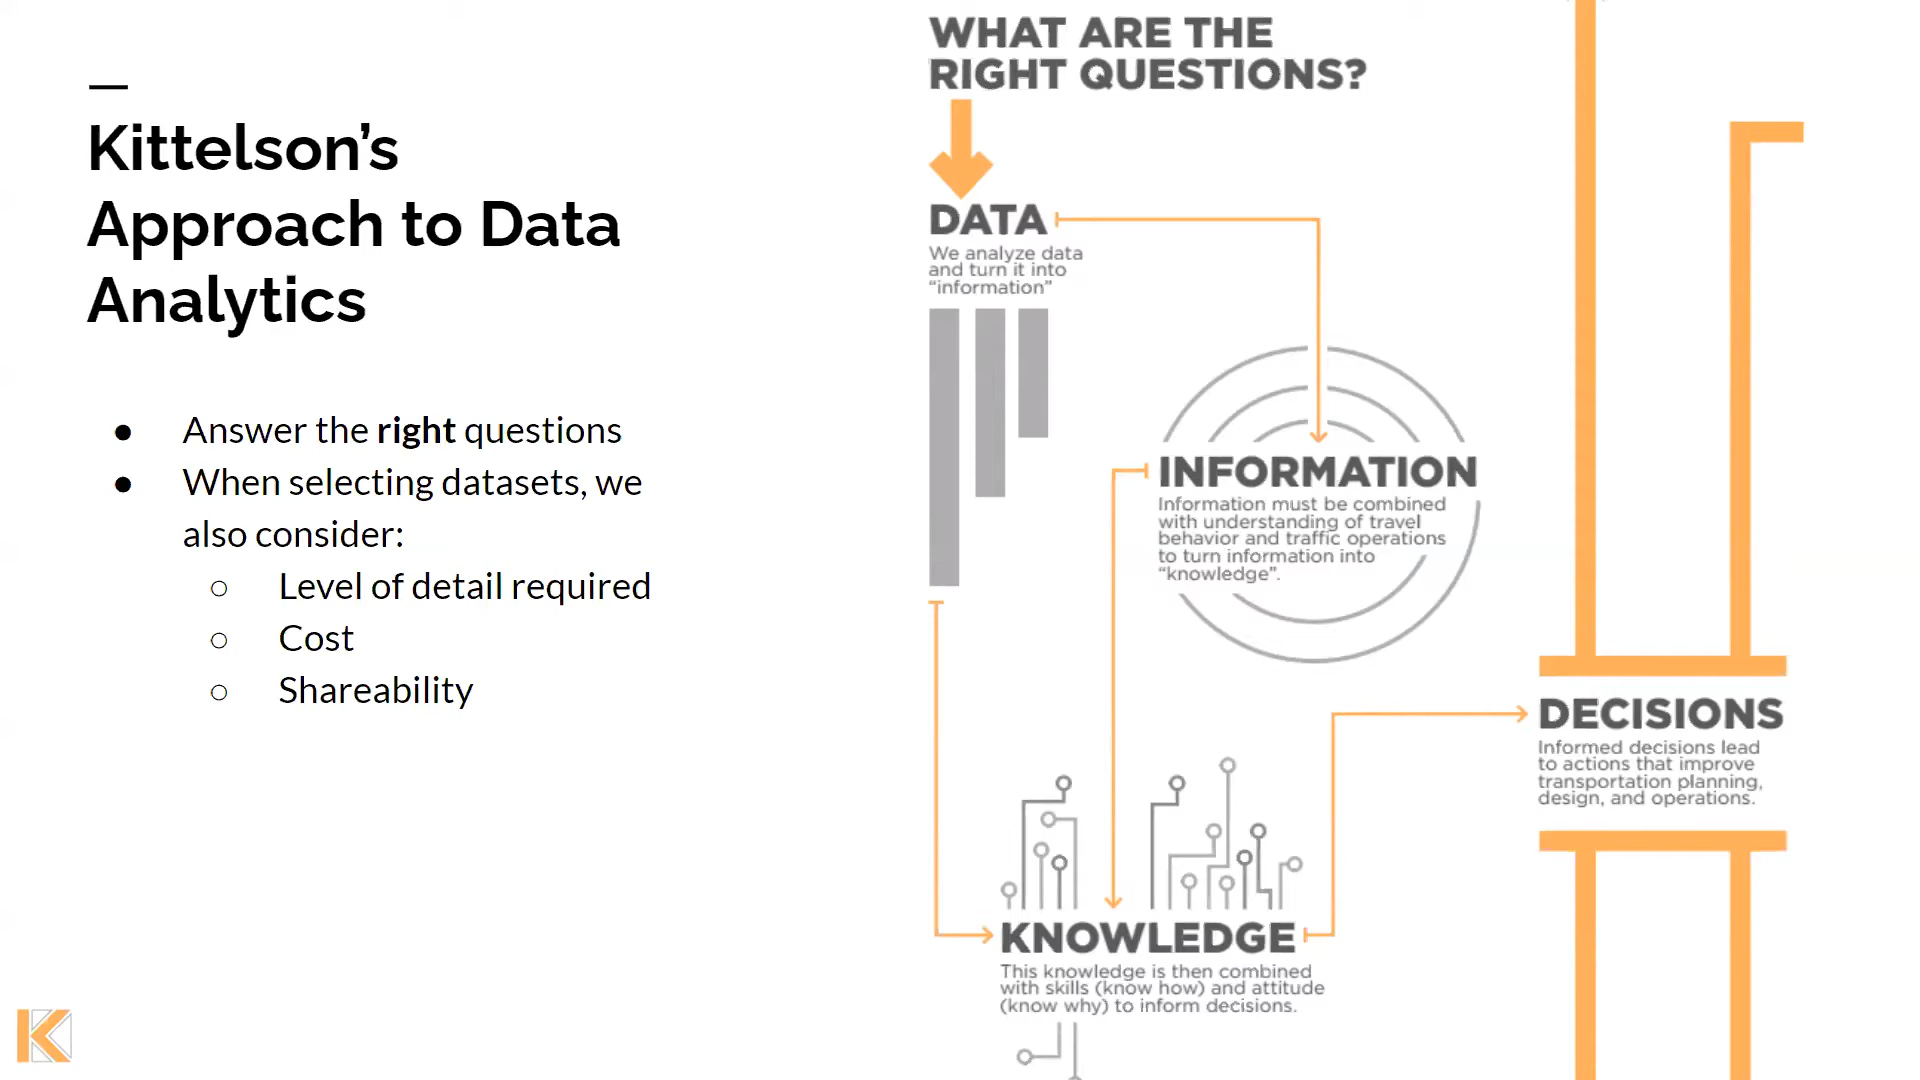 Kittelson’s
Approach to Data
Analytics
● Answer the right questions
● When selecting datasets, we
also consider:
○ Level of detail required
○ Cost
○ Shareability
WHAT ARE THE
RIGHT QUESTIONS?
DATA
We analyze data
and turn it into
“information”
INFORMATION
Information must be combined
with understanding of travel
behavior and traffic operations
to turn information into
“knowledge”.
KNOWLEDGE
This knowledge is then combined
with skills (know how) and attitude
(know why) to inform decisions.
DECISIONS
Informed decisions lead
to actions that improve
transportation planning,
design, and operations.
K